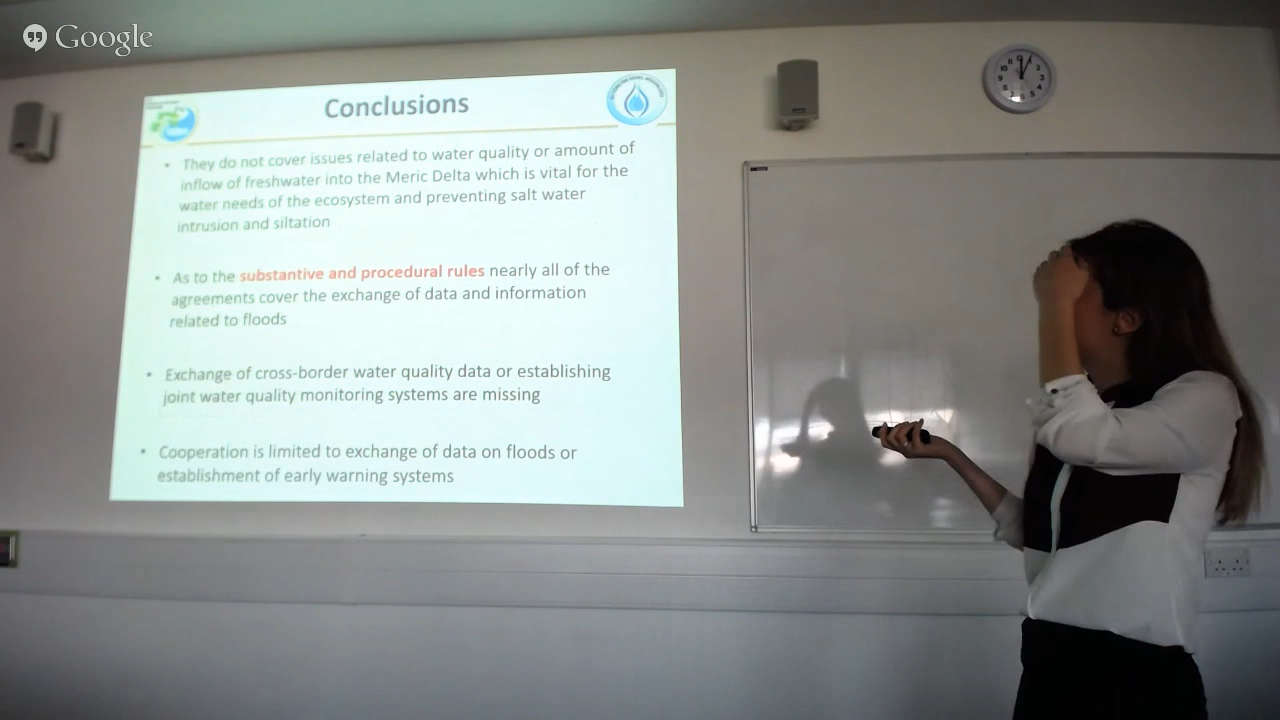 Google
Conclusions
• They do not cover issues related to water quality or amount of
inflow of freshwater into the Meric Delta which is vital for the
water needs of the ecosystem and preventing salt water
intrusion and siltation
• As to the substantive and procedural rules nearly all of the
agreements cover the exchange of data and information
related to floods
• Exchange of cross-border water quality data or establishing
joint water quality monitoring systems are missing
• Cooperation is limited to exchange of data on floods or
establishment of early warning systems